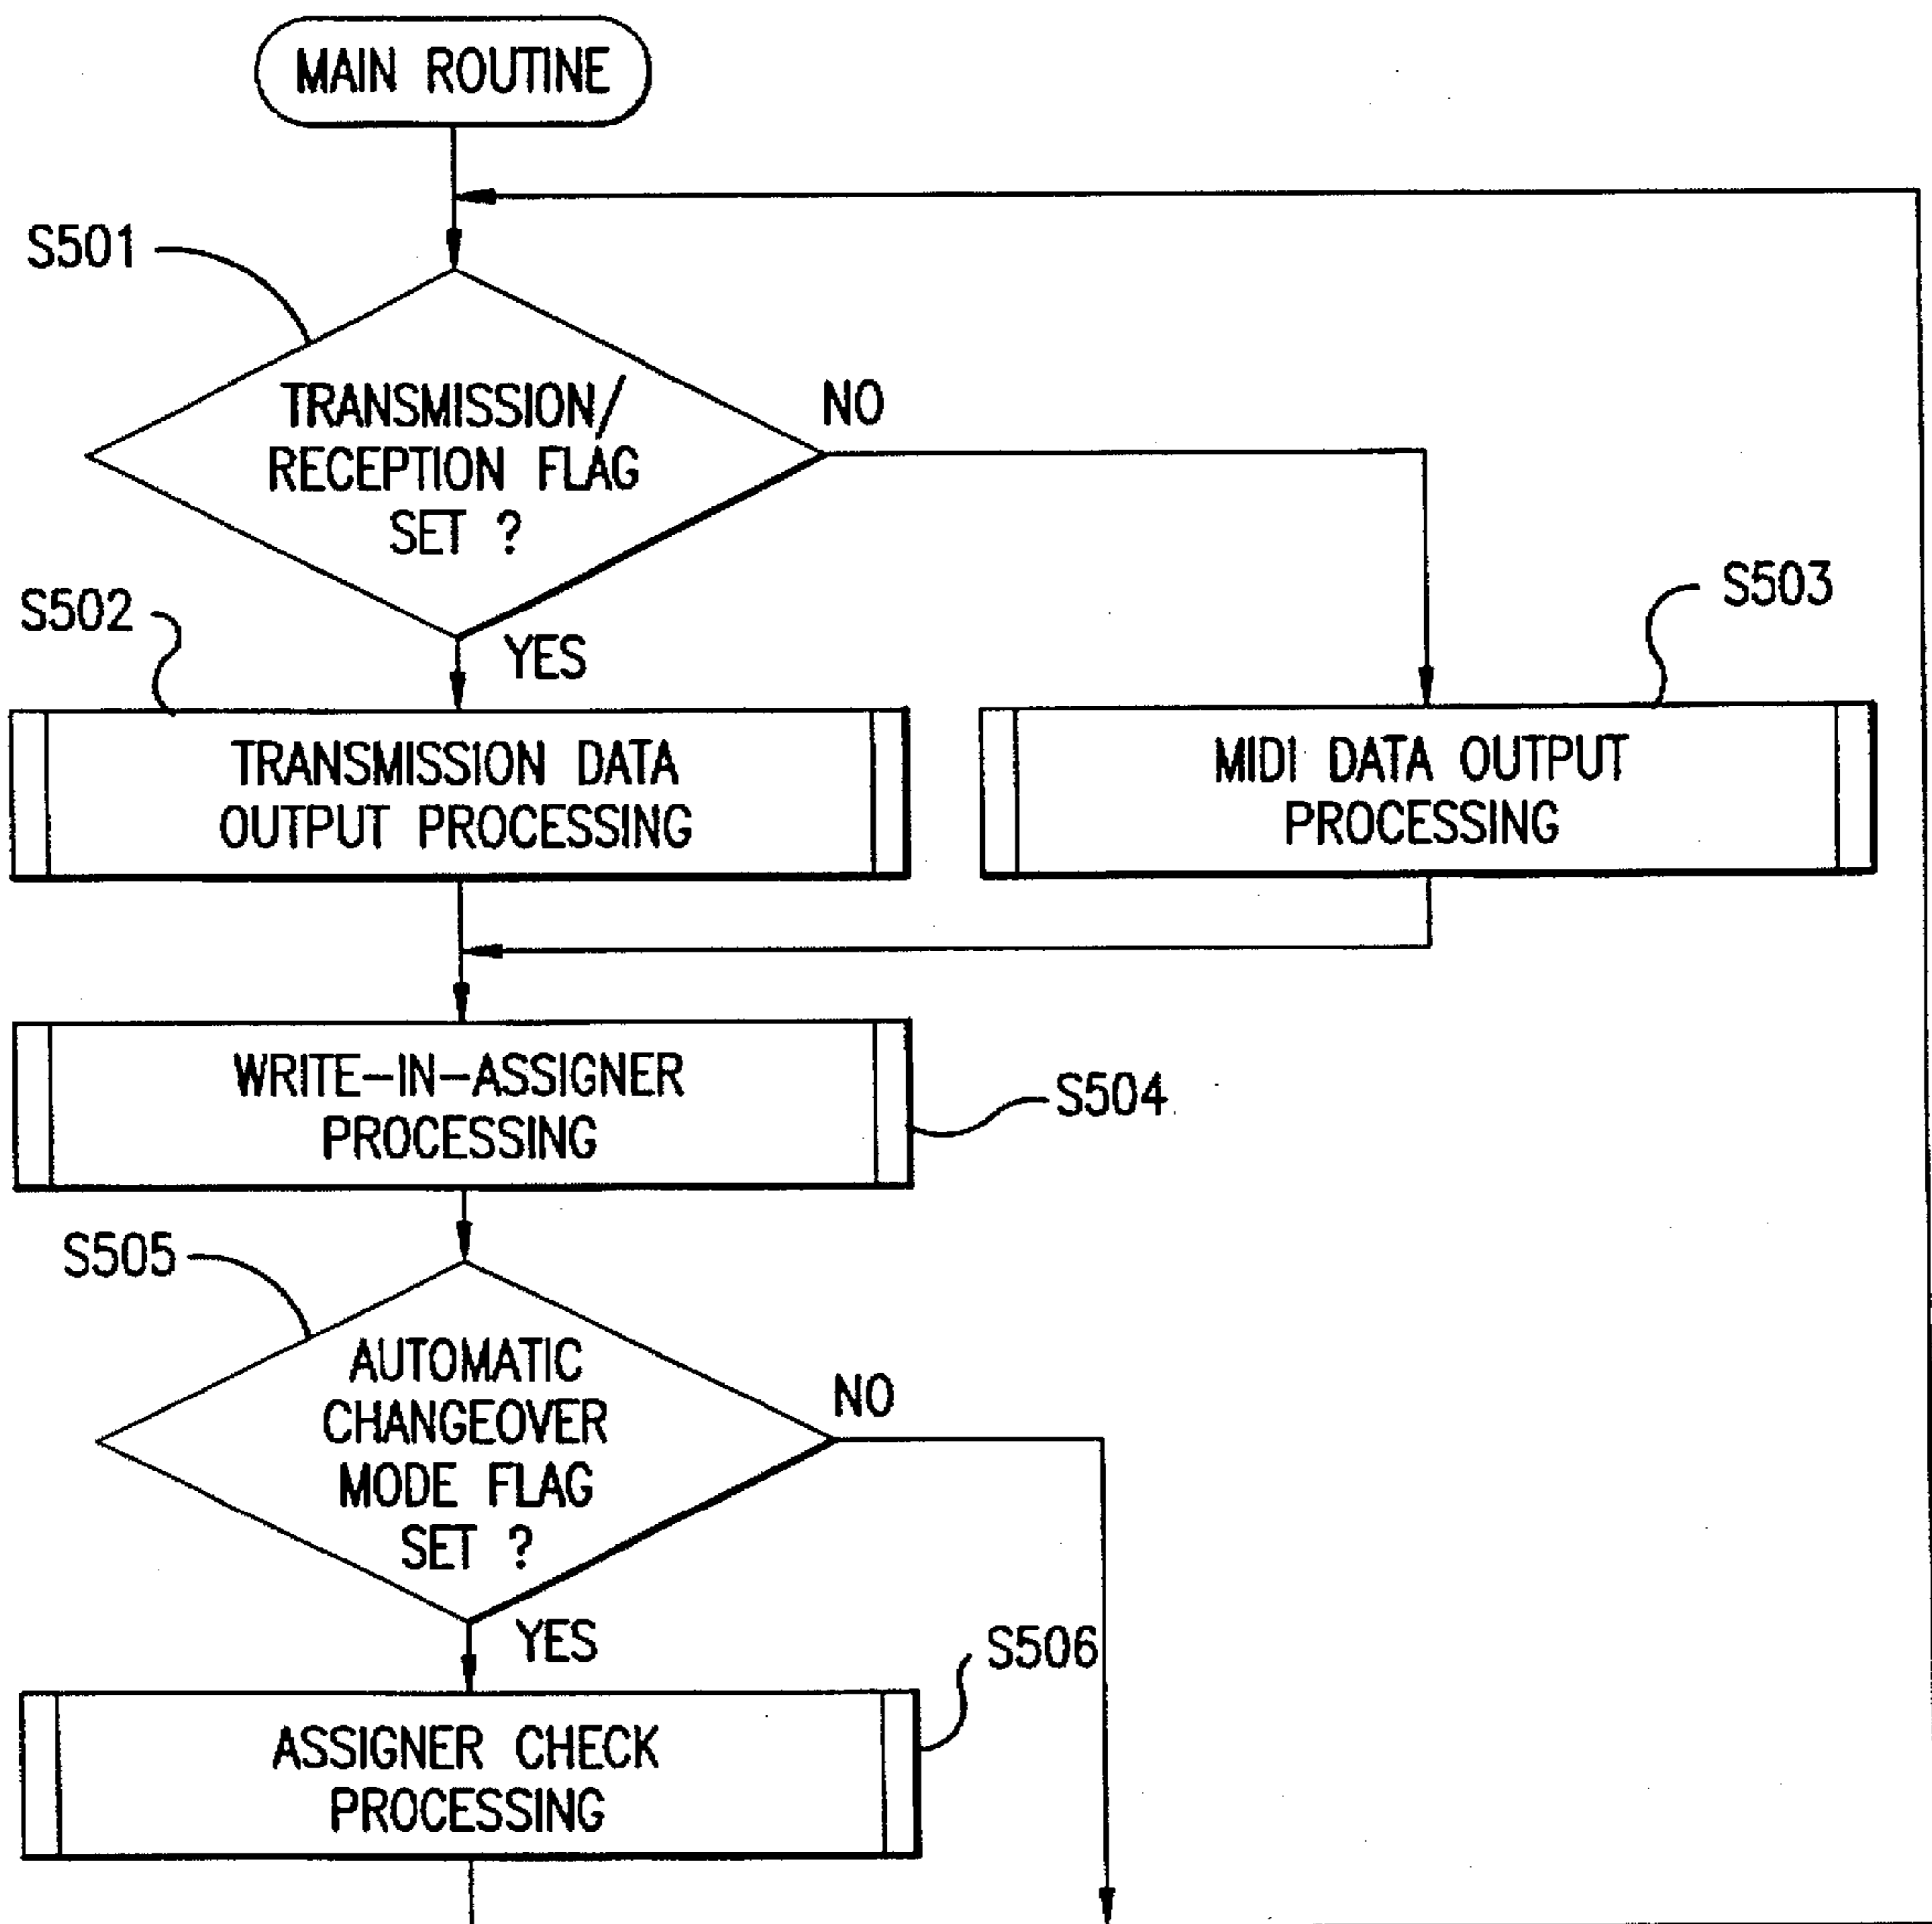 MAIN ROUTINE
S501
TRANSMISSION/
RECEPTION FLAG
SET ?
NO
YES
S502
S503
TRANSMISSION DATA
OUTPUT PROCESSING
MIDI DATA OUTPUT
PROCESSING
WRITE-IN-ASSIGNER
PROCESSING
S504
S505
AUTOMATIC
CHANGEOVER
MODE FLAG
SET ?
NO
YES
S506
ASSIGNER CHECK
PROCESSING